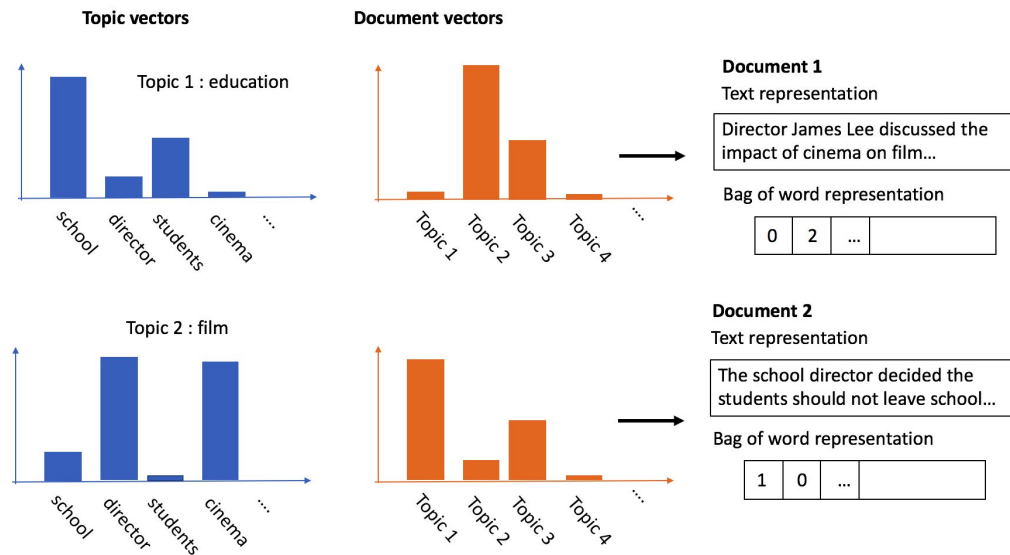 Topic vectors
Document vectors
Topic 1 : education
school
director
students
cinema
....
Topic 1
Topic 2
Topic 3
Topic 4
....
Document 1
Text representation
Director James Lee discussed the
impact of cinema on film...
Bag of word representation
0 2 ...
Topic 2 : film
school
director
students
cinema
....
Topic 1
Topic 2
Topic 3
Topic 4
....
Document 2
Text representation
The school director decided the
students should not leave school...
Bag of word representation
1 0 ...